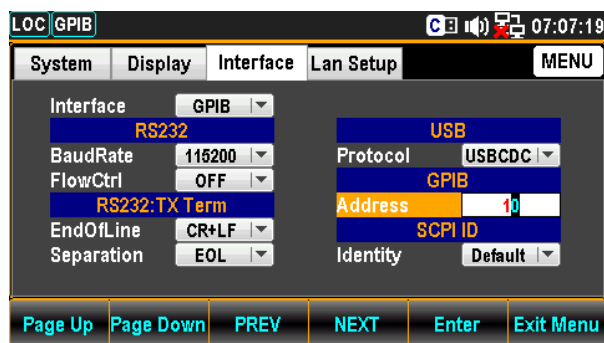 LOC GPIB C 07:07:19
System Display Interface Lan Setup MENU
Interface GPIB
RS232 USB
BaudRate 115200 Protocol USBCDC
FlowCtrl OFF GPIB
RS232:TX Term Address 10
EndOfLine CR+LF SCPI ID
Separation EOL Identity Default
Page Up Page Down PREV NEXT Enter Exit Menu